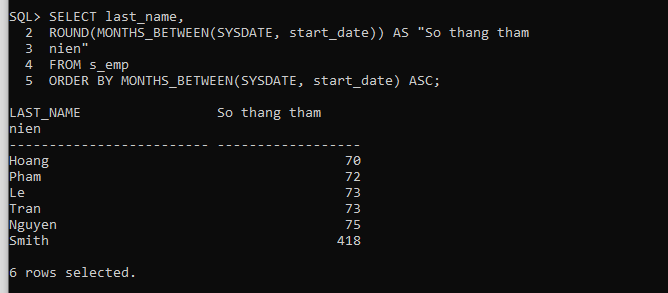 SQL> SELECT last_name,
  2  ROUND(MONTHS_BETWEEN(SYSDATE, start_date)) AS "So thang tham
  3  nien"
  4  FROM s_emp
  5  ORDER BY MONTHS_BETWEEN(SYSDATE, start_date) ASC;
LAST_NAME                 So thang tham
nien
------------------------- ------------------
Hoang                                     70
Pham                                      72
Le                                        73
Tran                                      73
Nguyen                                    75
Smith                                    418
6 rows selected.